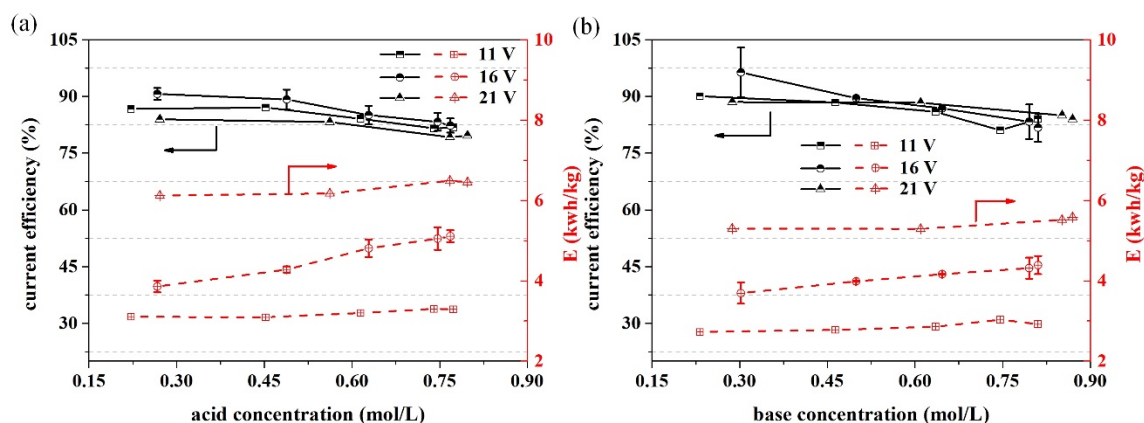 (a)
105
90
75
60
45
30
current efficiency (%)
11 V
16 V
21 V
10
8
6
4
2
E (kwh/kg)
0.15 0.30 0.45 0.60 0.75 0.90
acid concentration (mol/L)
(b)
105
90
75
60
45
30
current efficiency (%)
11 V
16 V
21 V
10
8
6
4
2
E (kwh/kg)
0.15 0.30 0.45 0.60 0.75 0.90
base concentration (mol/L)